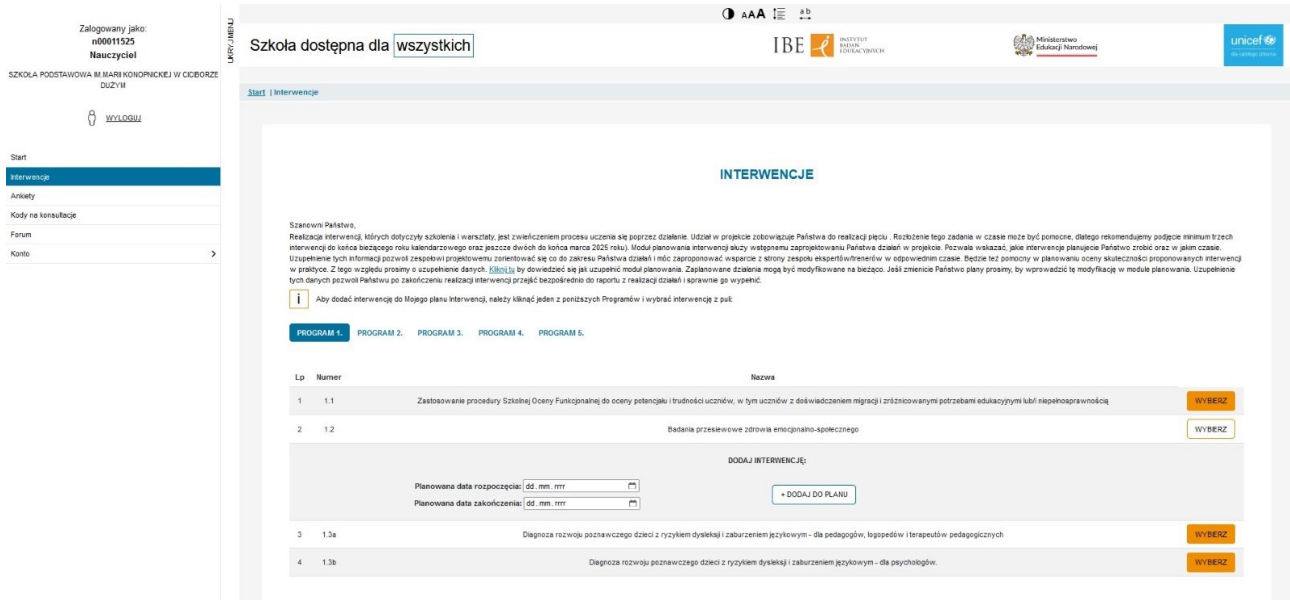 Zalogowany jako:
n00011525
Nauczyciel
SZKOŁA PODSTAWOWA IM.MARII KONOPNICKIEJ W CICIBORZE
DUŻYM
WYLOGUJ
Start
Interwencje
Ankiety
Kody na konsultacje
Forum
Konto
UKRYJ MENU
AAA
a b
Szkoła dostępna dla wszystkich
IBE
INSTYTUT
BADAŃ
EDUKACYJNYCH
Ministerstwo
Edukacji Narodowej
unicef
dla każdego dziecka
Start | Interwencje
INTERWENCJE
Szanowni Państwo,
Realizacja interwencji, których dotyczyły szkolenia i warsztaty, jest zwieńczeniem procesu uczenia się poprzez działanie. Udział w projekcie zobowiązuje Państwa do realizacji pięciu . Rozłożenie tego zadania w czasie może być pomocne, dlatego rekomendujemy podjęcie minimum trzech
interwencji do końca bieżącego roku kalendarzowego oraz jeszcze dwóch do końca marca 2025 roku). Moduł planowania interwencji służy wstępnemu zaprojektowaniu Państwa działań w projekcie. Pozwala wskazać, jakie interwencje planujecie Państwo zrobić oraz w jakim czasie.
Uzupełnienie tych informacji pozwoli zespołowi projektowemu zorientować się co do zakresu Państwa działań i móc zaproponować wsparcie z strony zespołu ekspertów/trenerów w odpowiednim czasie. Będzie też pomocny w planowaniu oceny skuteczności proponowanych interwencji
w praktyce. Z tego względu prosimy o uzupełnienie danych. Kliknij tu by dowiedzieć się jak uzupełnić moduł planowania. Zaplanowane działania mogą być modyfikowane na bieżąco. Jeśli zmienicie Państwo plany prosimy, by wprowadzić tę modyfikację w module planowania. Uzupełnienie
tych danych pozwoli Państwu po zakończeniu realizacji interwencji przejść bezpośrednio do raportu z realizacji działań i sprawnie go wypełnić.
i Aby dodać interwencję do Mojego planu Interwencji, należy kliknąć jeden z poniższych Programów i wybrać interwencję z puli:
PROGRAM 1. PROGRAM 2. PROGRAM 3. PROGRAM 4. PROGRAM 5.
Lp Numer Nazwa
1 1.1 Zastosowanie procedury Szkolnej Oceny Funkcjonalnej do oceny potencjału i trudności uczniów, w tym uczniów z doświadczeniem migracji i zróżnicowanymi potrzebami edukacyjnymi lub/i niepełnosprawnością WYBIERZ
2 1.2 Badania przesiewowe zdrowia emocjonalno-społecznego WYBIERZ
DODAJ INTERWENCJĘ:
Planowana data rozpoczęcia: dd.mm.rrrr
+ DODAJ DO PLANU
Planowana data zakończenia: dd.mm.rrrr
3 1.3a Diagnoza rozwoju poznawczego dzieci z ryzykiem dysleksji i zaburzeniem językowym - dla pedagogów, logopedów i terapeutów pedagogicznych WYBIERZ
4 1.3b Diagnoza rozwoju poznawczego dzieci z ryzykiem dysleksji i zaburzeniem językowym - dla psychologów. WYBIERZ